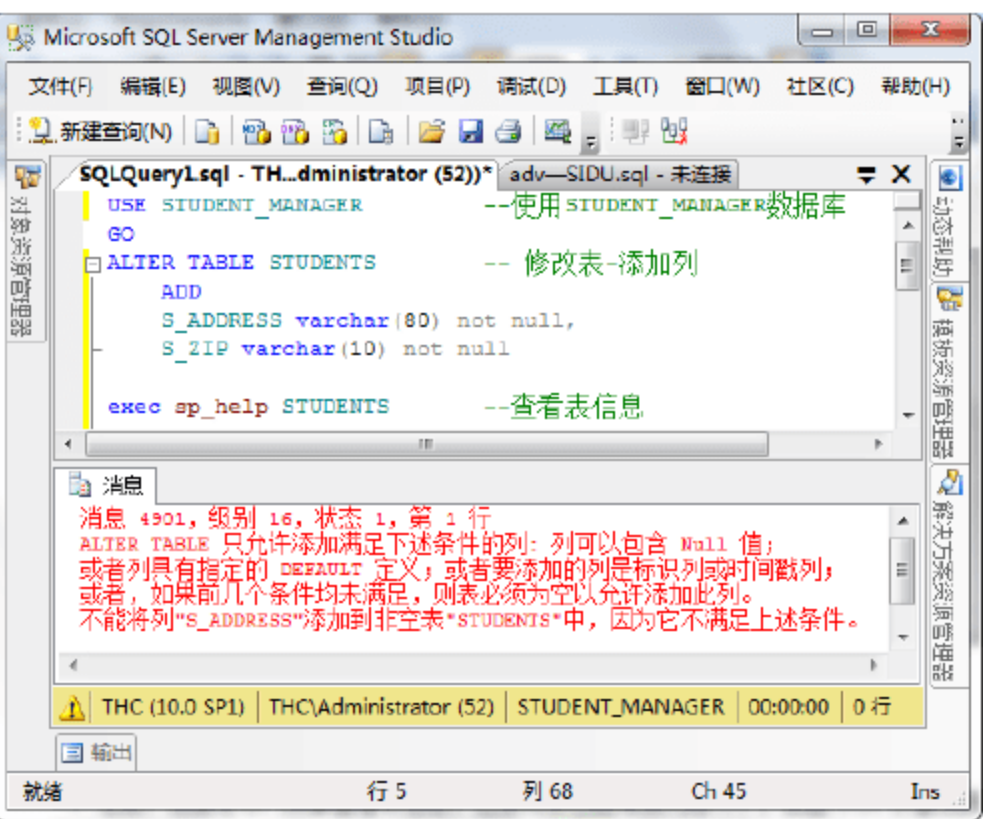 Microsoft SQL Server Management Studio
文件(F) 编辑(E) 视图(V) 查询(Q) 项目(P) 调试(D) 工具(T) 窗口(W) 社区(C) 帮助(H)
新建查询(N)
SQLQuery1.sql - TH...dministrator (52))* adv—SIDU.sql - 未连接
对象资源管理器
动态帮助
模板资源管理器
解决方案资源管理器
USE STUDENT_MANAGER --使用STUDENT_MANAGER数据库
GO
ALTER TABLE STUDENTS -- 修改表-添加列
ADD
S_ADDRESS varchar(80) not null,
S_ZIP varchar(10) not null
exec sp_help STUDENTS --查看表信息
消息
消息 4901，级别 16，状态 1，第 1 行
ALTER TABLE 只允许添加满足下述条件的列: 列可以包含 Null 值；
或者列具有指定的 DEFAULT 定义；或者要添加的列是标识列或时间戳列；
或者，如果前几个条件均未满足，则表必须为空以允许添加此列。
不能将列"S_ADDRESS"添加到非空表"STUDENTS"中，因为它不满足上述条件。
THC (10.0 SP1) THC\Administrator (52) STUDENT_MANAGER 00:00:00 0 行
输出
就绪 行 5 列 68 Ch 45 Ins